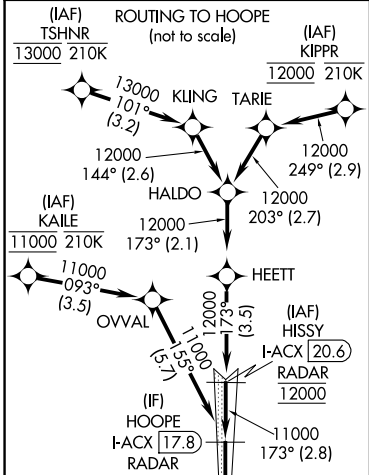 ROUTING TO HOOPE
(not to scale)
(IAF)
TSHNR
13000 210K
(IAF)
KIPPR
12000 210K
13000
101°
(3.2)
KLING
TARIE
12000
144° (2.6)
12000
249° (2.9)
HALDO
12000
203° (2.7)
(IAF)
KAILE
11000 210K
12000
173° (2.1)
11000
093°
(3.5)
HEETT
OVVAL
12000
173°
(3.5)
11000
155°
(5.7)
(IAF)
HISSY
I-ACX 20.6
RADAR
12000
(IF)
HOOPE
I-ACX 17.8
RADAR
11000
173° (2.8)